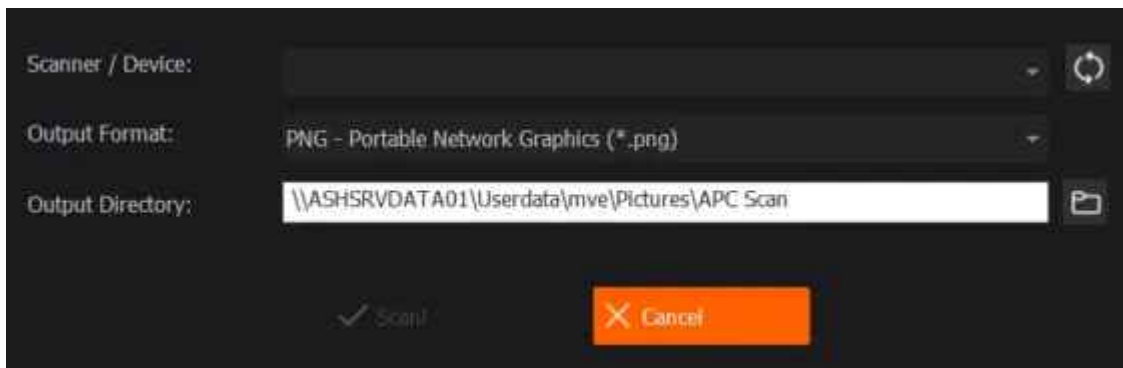 Scanner / Device:
Output Format:
PNG - Portable Network Graphics (*.png)
Output Directory:
\\ASHSRVDATA01\Userdata\mve\Pictures\APC Scan
Scan!
Cancel